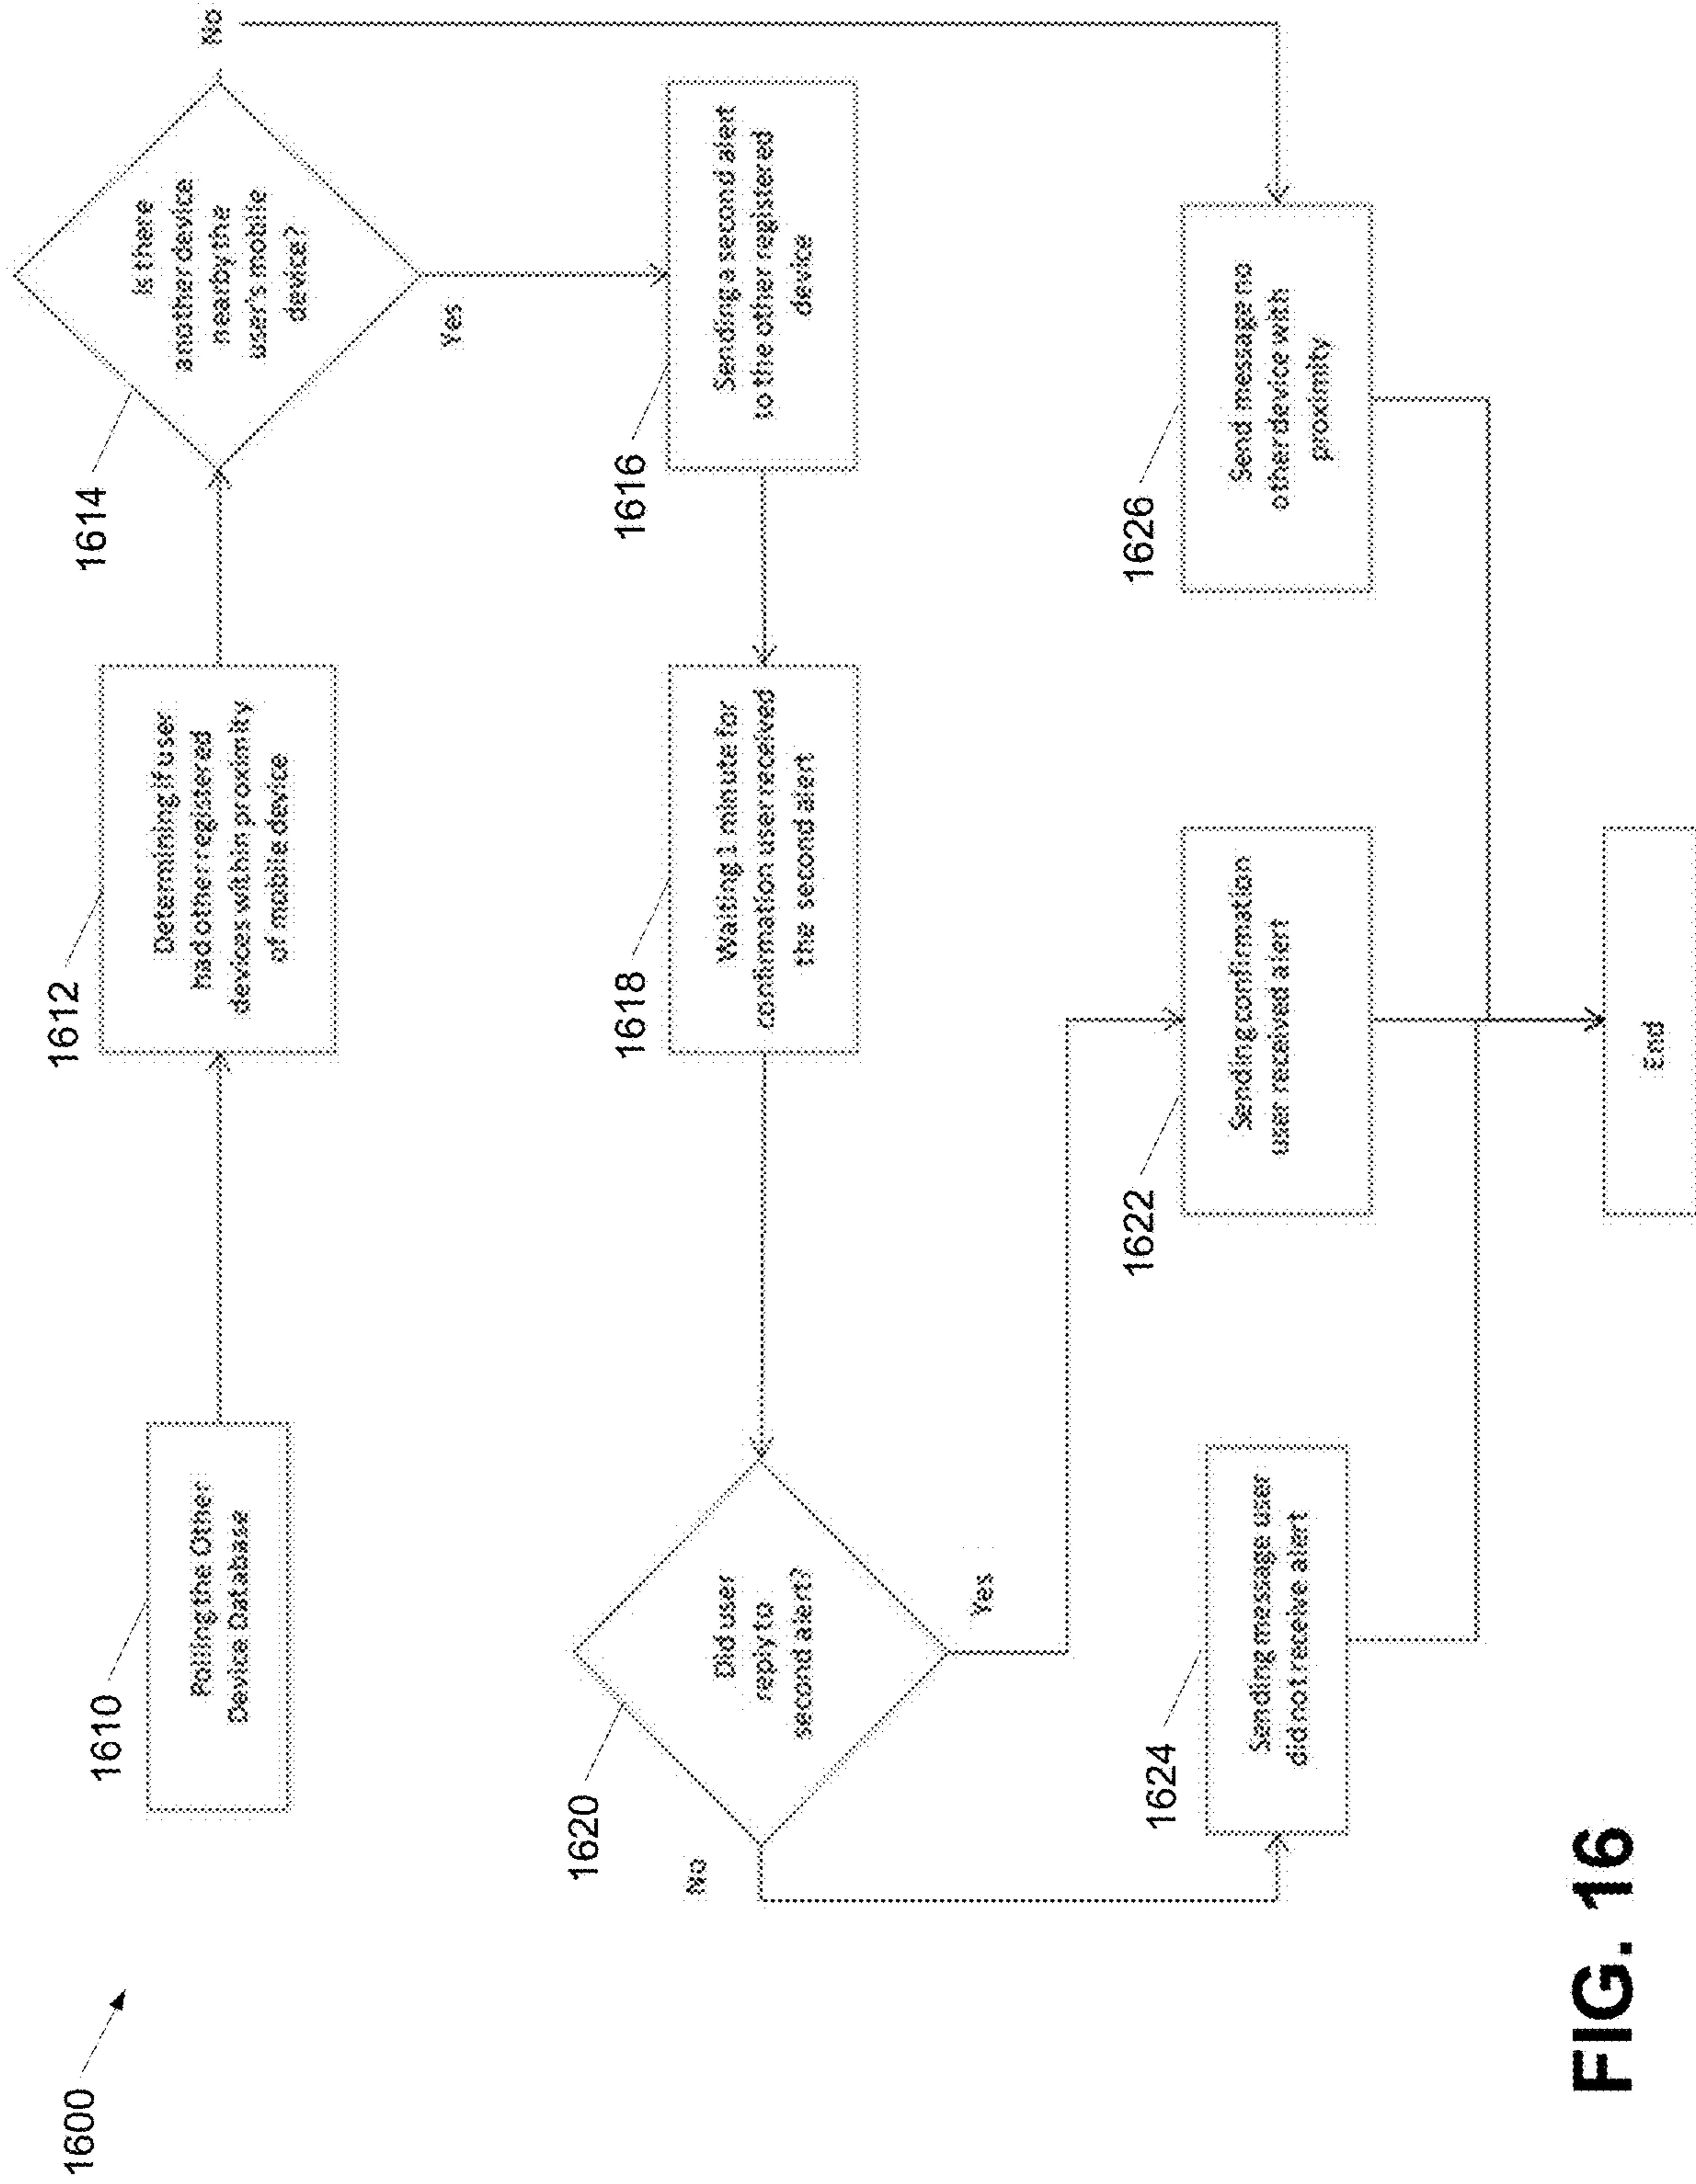 1600
1610
Polling the Other
Device Database
1612
Determining if user
had other registered
devices within proximity
of mobile device
1614
Is there
another device
nearby the
user's mobile
device?
No
Yes
1616
Sending a second alert
to the other registered
device
1618
Waiting 1 minute for
confirmation user received
the second alert
1620
Did user
reply to
second alert?
No
Yes
1624
Sending message user
did not receive alert
1622
Sending confirmation
user received alert
1626
Send message no
other device with
proximity
End
FIG. 16